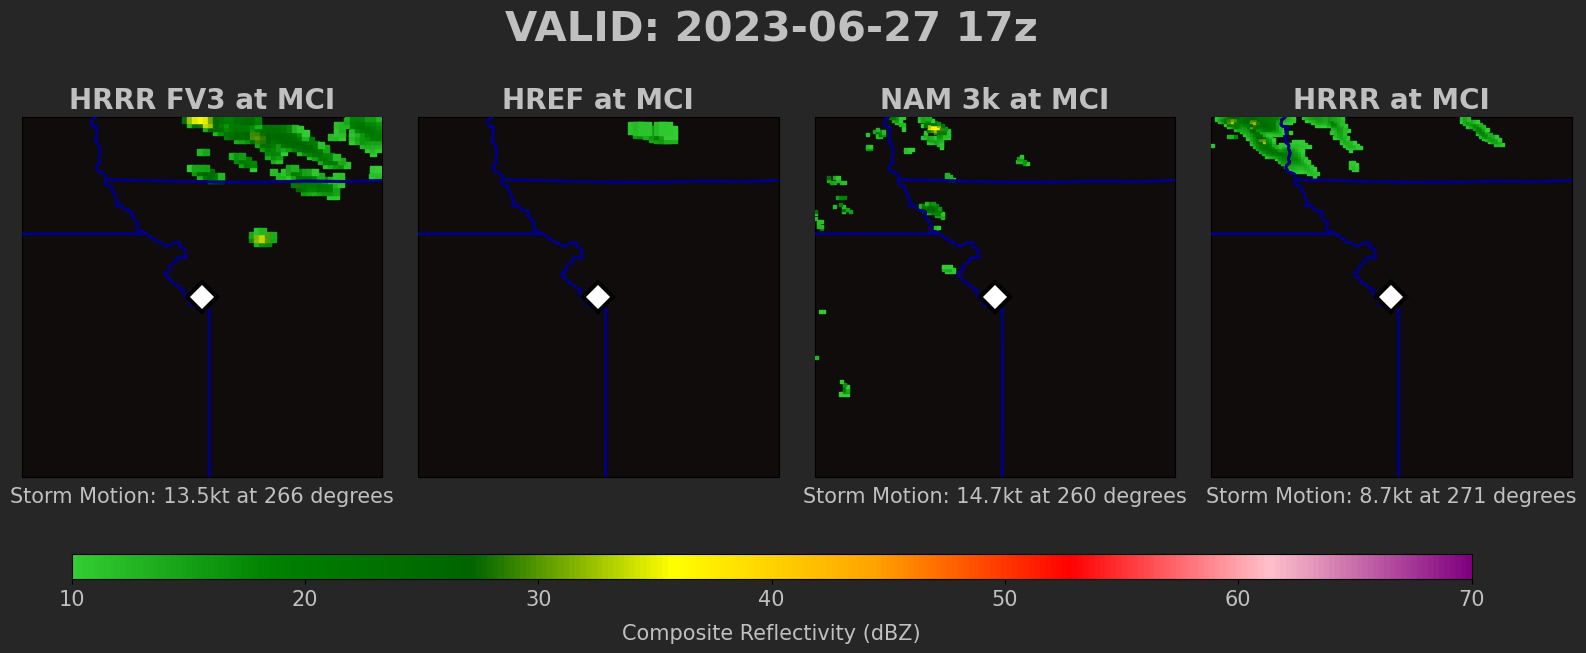 VALID: 2023-06-27 17z
HRRR FV3 at MCI
HREF at MCI
NAM 3k at MCI
HRRR at MCI
Storm Motion: 13.5kt at 266 degrees
Storm Motion: 14.7kt at 260 degrees
Storm Motion: 8.7kt at 271 degrees
10 20 30 40 50 60 70
Composite Reflectivity (dBZ)